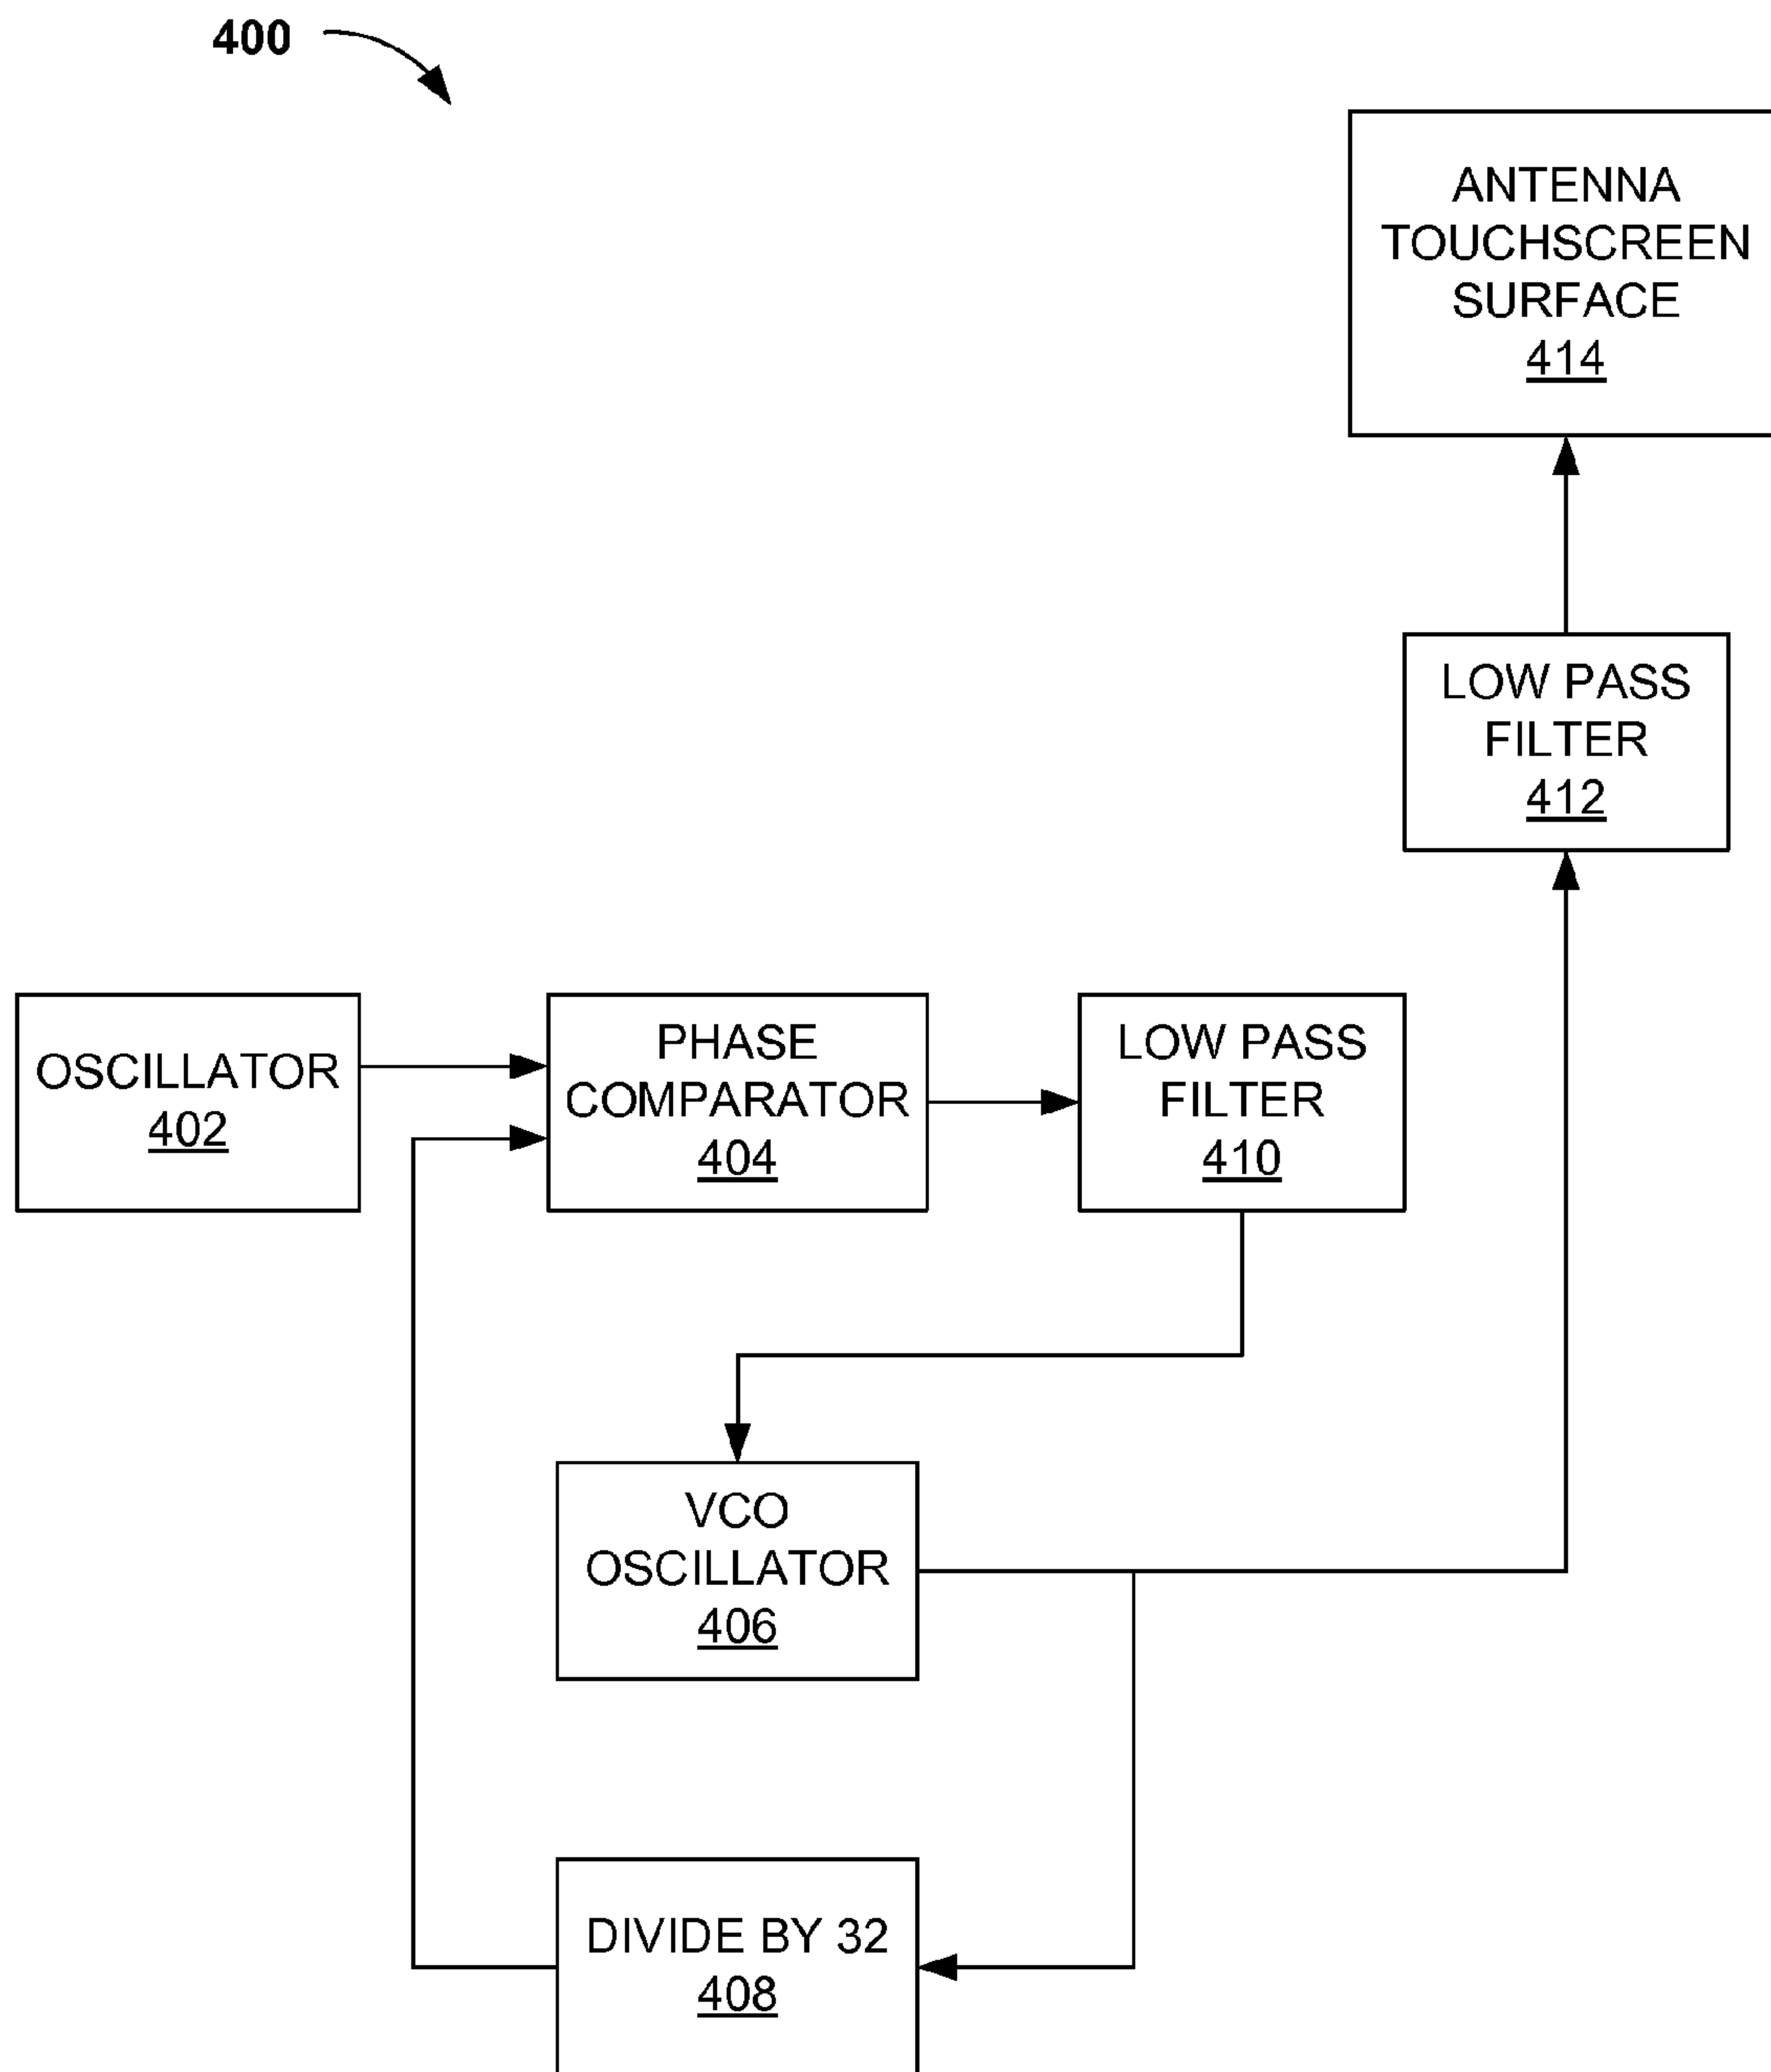 400
ANTENNA
TOUCHSCREEN
SURFACE
414
LOW PASS
FILTER
412
OSCILLATOR
402
PHASE
COMPARATOR
404
LOW PASS
FILTER
410
VCO
OSCILLATOR
406
DIVIDE BY 32
408